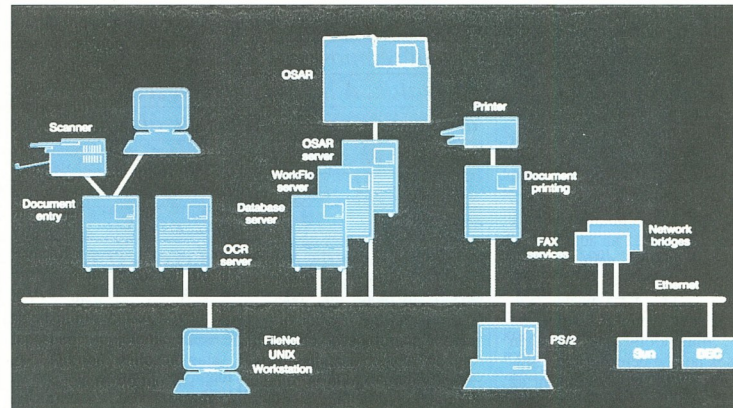 OSAR
Printer
Scanner
OSAR
server
WorkFlo
server
Document
printing
Document
entry
Database
server
OCR
server
FAX
services
Network
bridges
Ethernet
FileNet
UNIX
Workstation
PS/2
Sun
DEC